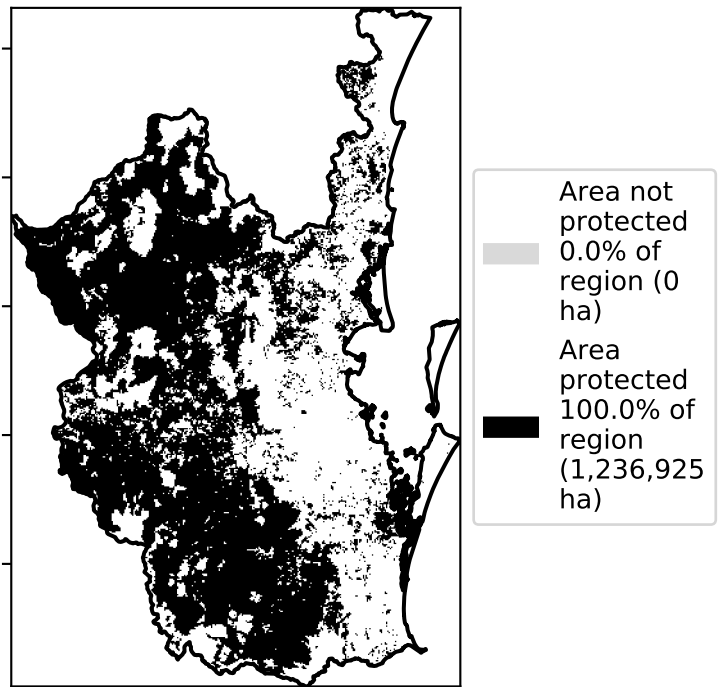 Area not
protected
0.0% of
region (0
ha)
Area
protected
100.0% of
region
(1,236,925
ha)